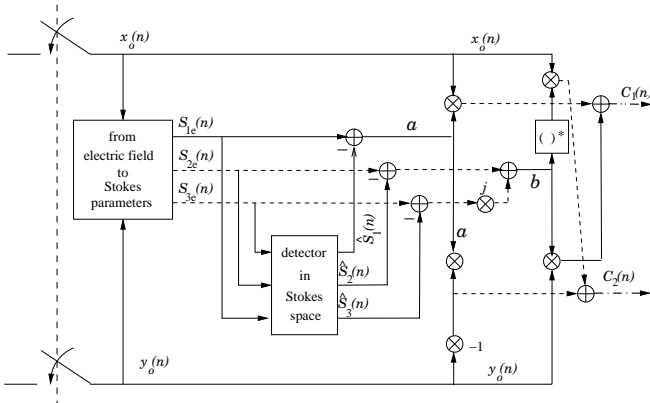 x_o(n)
x_o(n)
C_1(n)
from
electric field
to
Stokes
parameters
S_1e(n)
S_2e(n)
S_3e(n)
a
( )*
b
j
Ŝ_1(n)
Ŝ_2(n)
Ŝ_3(n)
detector
in
Stokes
space
a
C_2(n)
−1
y_o(n)
y_o(n)